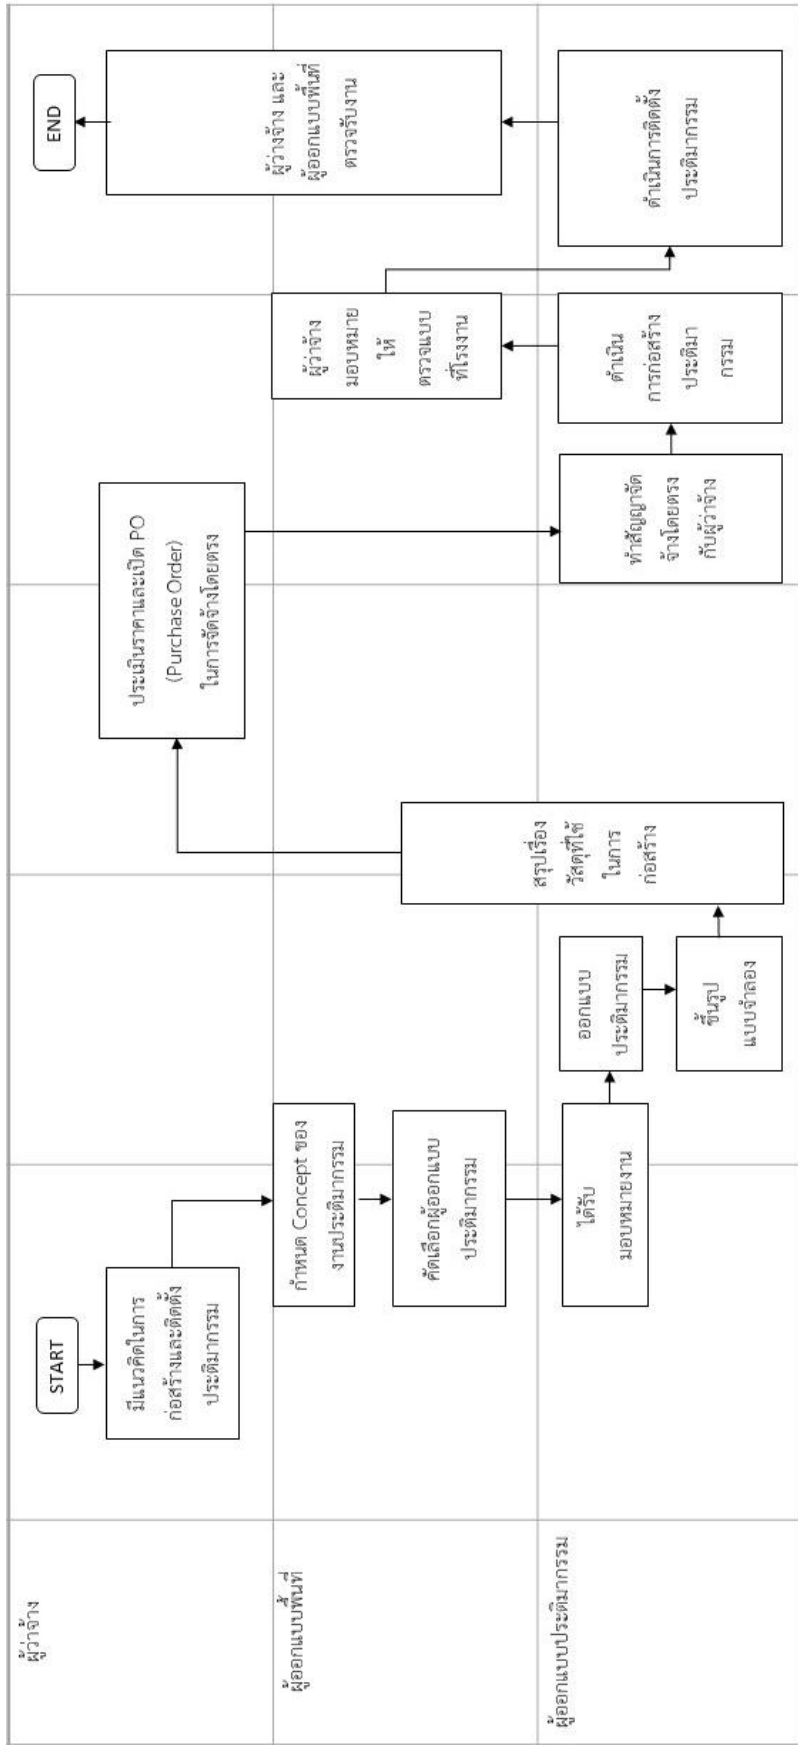 ผู้ว่าจ้าง
START
มีแนวคิดในการ
ก่อสร้างและติดตั้ง
ประติมากรรม
ประเมินราคาและเปิด PO
(Purchase Order)
ในการจัดจ้างโดยตรง
ผู้ว่างจ้าง และ
ผู้ออกแบบพื้นที่
ตรวจรับงาน
END
ผู้ออกแบบพื้นที่
กำหนด Concept ของ
งานประติมากรรม
คัดเลือกผู้ออกแบบ
ประติมากรรม
ผู้ว่าจ้าง
มอบหมาย
ให้
ตรวจแบบ
ที่โรงงาน
ผู้ออกแบบประติมากรรม
ได้รับ
มอบหมายงาน
ออกแบบ
ประติมากรรม
ขึ้นรูป
แบบจำลอง
สรุปเรื่อง
วัสดุที่ใช้
ในการ
ก่อสร้าง
ทำสัญญาจัด
จ้างโดยตรง
กับผู้ว่าจ้าง
ดำเนิน
การก่อสร้าง
ประติมา
กรรม
ดำเนินการติดตั้ง
ประติมากรรม